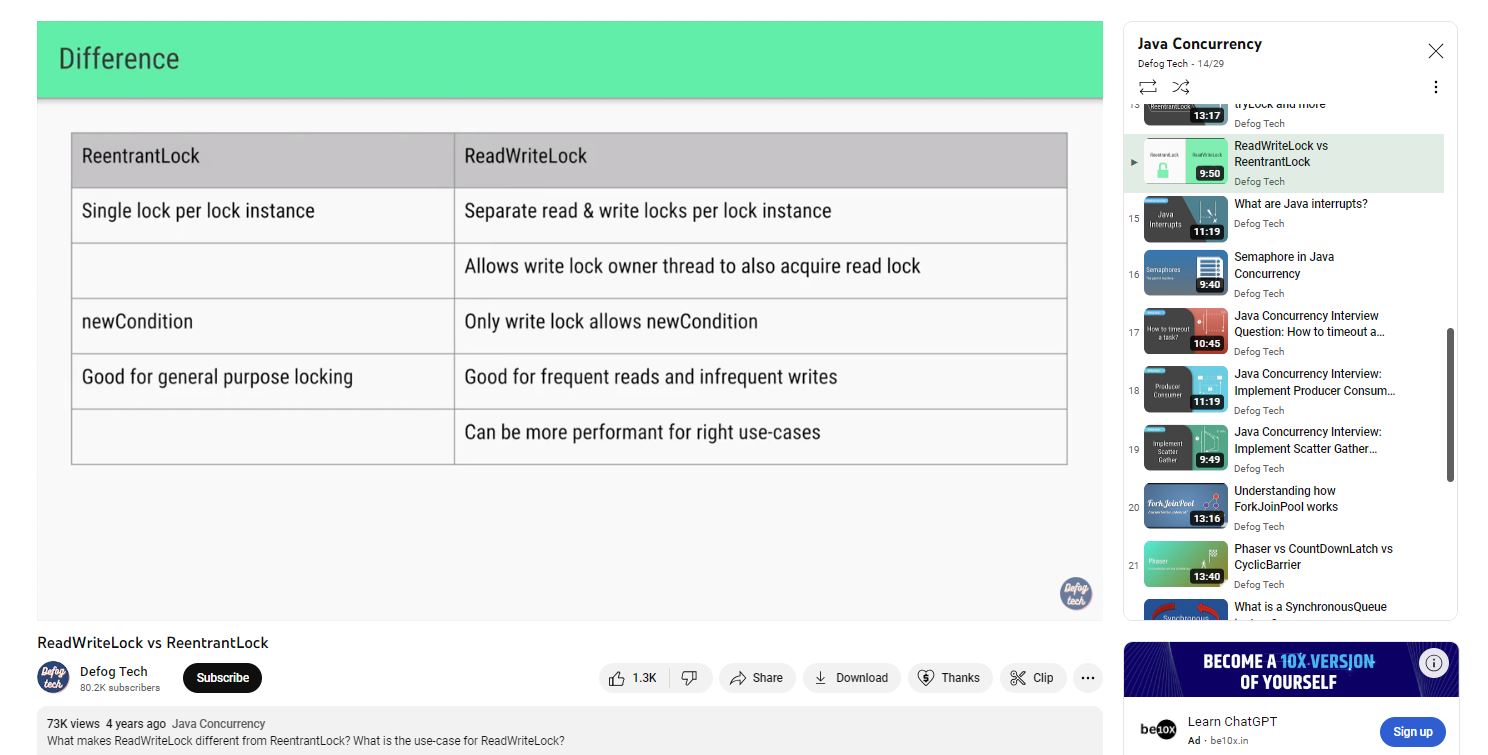 Difference
ReentrantLock
ReadWriteLock
Single lock per lock instance
Separate read & write locks per lock instance
Allows write lock owner thread to also acquire read lock
newCondition
Only write lock allows newCondition
Good for general purpose locking
Good for frequent reads and infrequent writes
Can be more performant for right use-cases
Defog
tech
ReadWriteLock vs ReentrantLock
Defog
tech
Defog Tech
80.2K subscribers
Subscribe
1.3K
Share
Download
Thanks
Clip
73K views 4 years ago Java Concurrency
What makes ReadWriteLock different from ReentrantLock? What is the use-case for ReadWriteLock?
Java Concurrency
Defog Tech - 14/29
13
ReentrantLock
13:17
tryLock and more
Defog Tech
ReentrantLock
ReadWriteLock
9:50
ReadWriteLock vs
ReentrantLock
Defog Tech
15
Java
Interrupts
11:19
What are Java interrupts?
Defog Tech
16
Semaphores
9:40
Semaphore in Java
Concurrency
Defog Tech
17
How to timeout
a task?
10:45
Java Concurrency Interview
Question: How to timeout a...
Defog Tech
18
Producer
Consumer
11:19
Java Concurrency Interview:
Implement Producer Consum...
Defog Tech
19
Implement
Scatter
Gather
9:49
Java Concurrency Interview:
Implement Scatter Gather...
Defog Tech
20
ForkJoinPool
13:16
Understanding how
ForkJoinPool works
Defog Tech
21
Phaser
13:40
Phaser vs CountDownLatch vs
CyclicBarrier
Defog Tech
Synchronous
What is a SynchronousQueue
BECOME A 10X VERSION
OF YOURSELF
be10X
Learn ChatGPT
Ad · be10x.in
Sign up